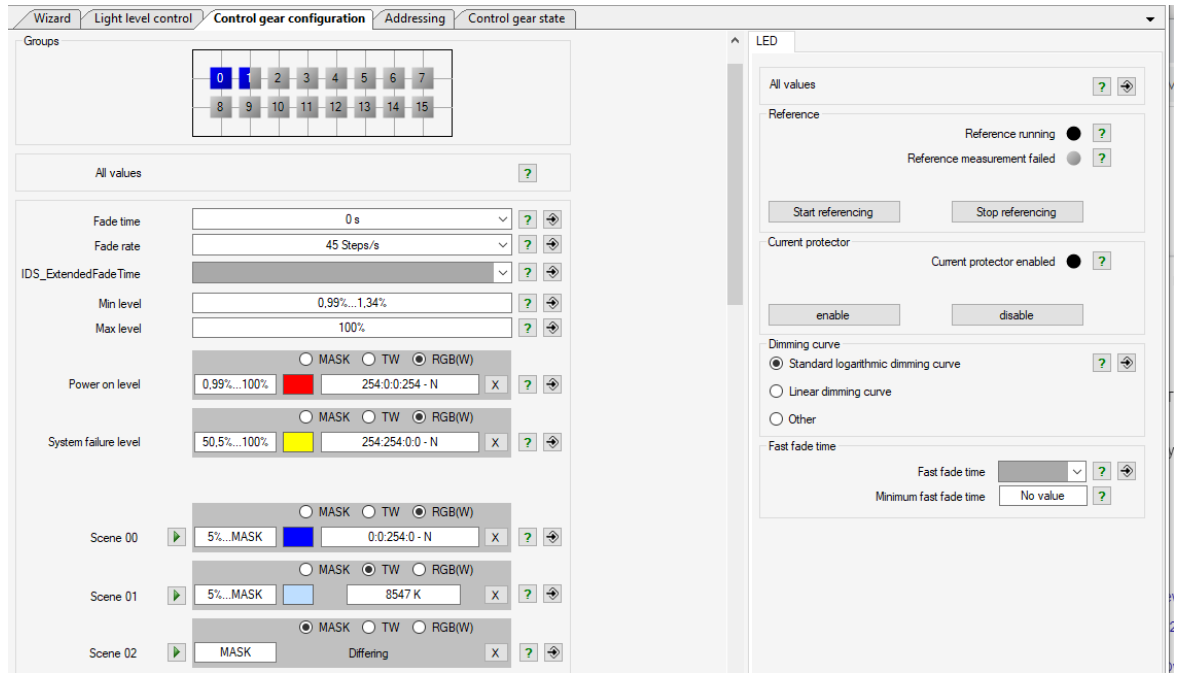 Wizard Light level control Control gear configuration Addressing Control gear state
Groups
0 1 2 3 4 5 6 7
8 9 10 11 12 13 14 15
All values ?
Fade time 0 s ?
Fade rate 45 Steps/s ?
IDS_ExtendedFadeTime ?
Min level 0,99%...1,34% ?
Max level 100% ?
MASK TW RGB(W)
Power on level 0,99%...100% 254:0:0:254 - N X ?
MASK TW RGB(W)
System failure level 50,5%...100% 254:254:0:0 - N X ?
MASK TW RGB(W)
Scene 00 5%...MASK 0:0:254:0 - N X ?
MASK TW RGB(W)
Scene 01 5%...MASK 8547 K X ?
MASK TW RGB(W)
Scene 02 MASK Differing X ?
LED
All values ?
Reference
Reference running ?
Reference measurement failed ?
Start referencing Stop referencing
Current protector
Current protector enabled ?
enable disable
Dimming curve
Standard logarithmic dimming curve ?
Linear dimming curve
Other
Fast fade time
Fast fade time ?
Minimum fast fade time No value ?